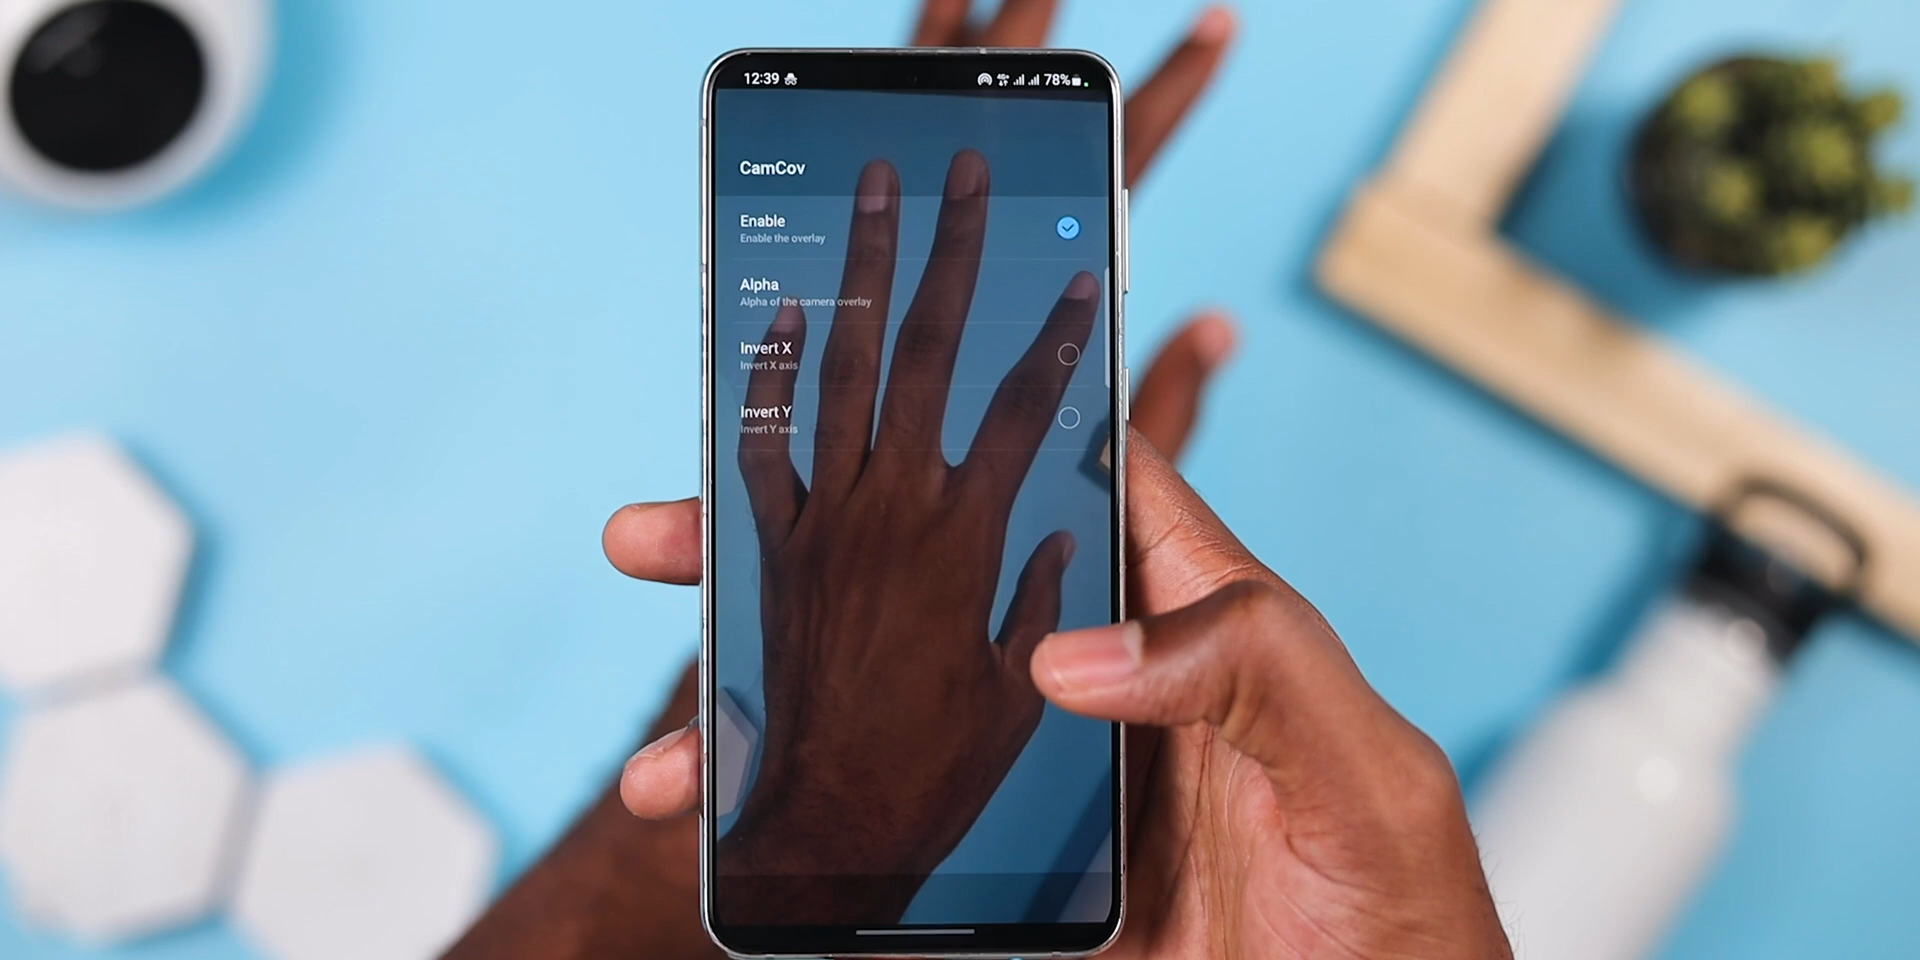 12:39 4G+ 78%
CamCov
Enable
Enable the overlay
Alpha
Alpha of the camera overlay
Invert X
Invert X axis
Invert Y
Invert Y axis